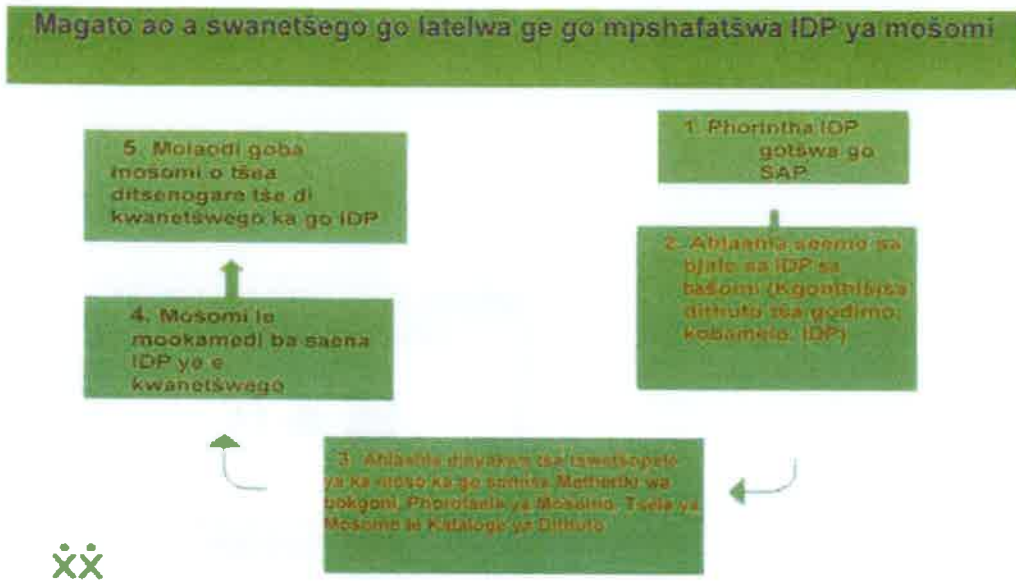 Magato ao a swanetšego go latelwa ge go mpshafatšwa IDP ya mošomi
1. Phorintha IDP
gotšwa go
SAP.
2. Ahlaahla seemo sa
bjale sa IDP sa
bašomi (Kgonthišiša
dithuto tša godimo,
kobamelo, IDP)
3. Ahlaahla dinyakwa tša tšwetšopele
ya ka moso ka go šomiša Metheriki wa
bokgoni, Phorofaele ya Mošomo, Tsela ya
Mošomo le Kataloge ya Dithuto
4. Mošomi le
mookamedi ba saena
IDP ye e
kwanetšwego
5. Molaodi goba
mošomi o tšea
ditsenogare tše di
kwanetšwego ka go IDP